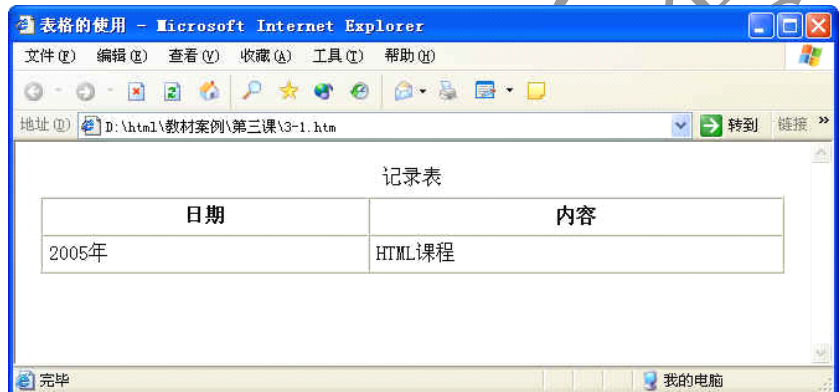 表格的使用 - Microsoft Internet Explorer
文件(F) 编辑(E) 查看(V) 收藏(A) 工具(T) 帮助(H)
地址(D) D:\html\教材案例\第三课\3-1.htm 转到 链接 »
记录表
日期 内容
2005年 HTML课程
完毕 我的电脑